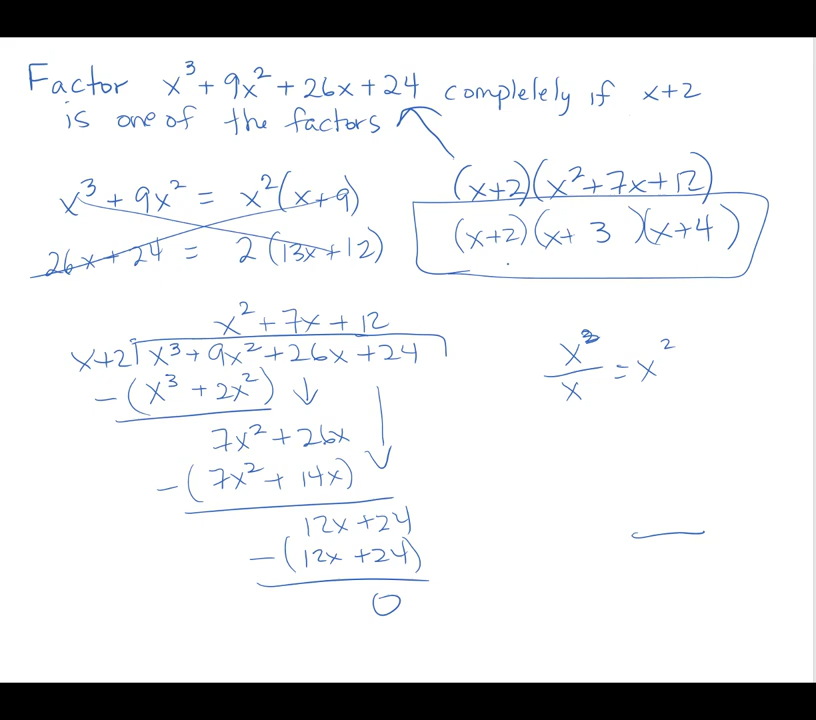 Factor x³ + 9x² + 26x + 24 complelely if x+2
is one of the factors
x³ + 9x² = x²(x+9)
26x + 24 = 2(13x+12)
(x+2)(x²+7x+12)
(x+2)(x+ 3 )(x+4 )
x² + 7x + 12
x+2 x³ + 9x² + 26x + 24
-(x³ + 2x²)
7x² + 26x
-(7x² + 14x)
12x + 24
-(12x + 24)
0
x³/x = x²